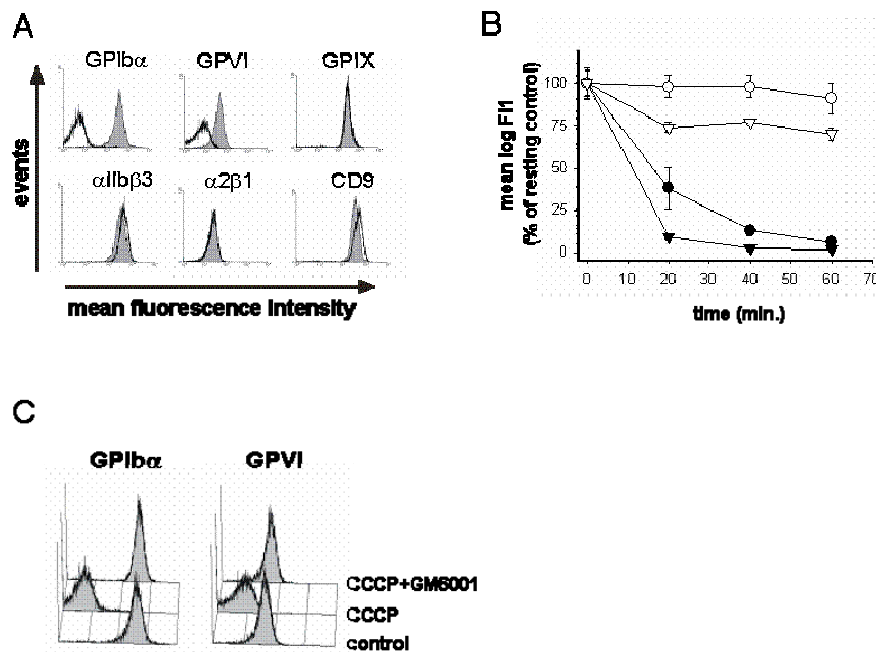 A
GPIbα GPVI GPIX
αIIbβ3 α2β1 CD9
events
mean fluorescence intensity
B
mean log FI1
(% of resting control)
100
75
50
25
0
0 10 20 30 40 50 60 70
time (min.)
C
GPIbα GPVI
CCCP+GM6001
CCCP
control